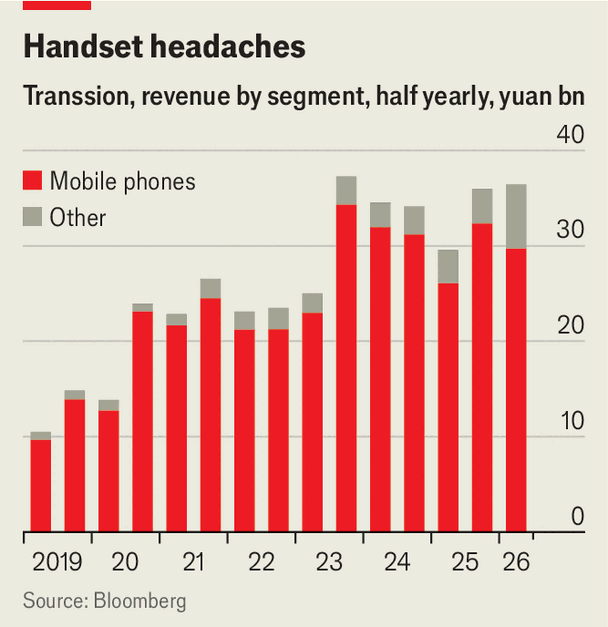 Handset headaches
Transsion, revenue by segment, half yearly, yuan bn
40
Mobile phones
Other
30
20
10
0
2019 20 21 22 23 24 25 26
Source: Bloomberg